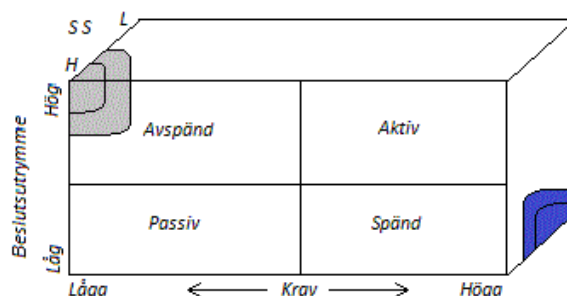 L
S S
H
Hög
Avspänd
Aktiv
Beslutsutrymme
Passiv
Spänd
Låg
Låga
Krav
Höga